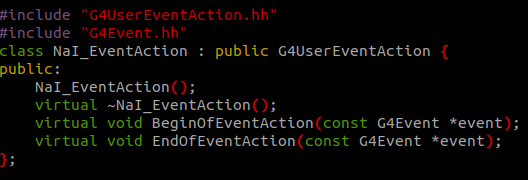 #include "G4UserEventAction.hh"
#include "G4Event.hh"
class NaI_EventAction : public G4UserEventAction {
public:
    NaI_EventAction();
    virtual ~NaI_EventAction();
    virtual void BeginOfEventAction(const G4Event *event);
    virtual void EndOfEventAction(const G4Event *event);
};